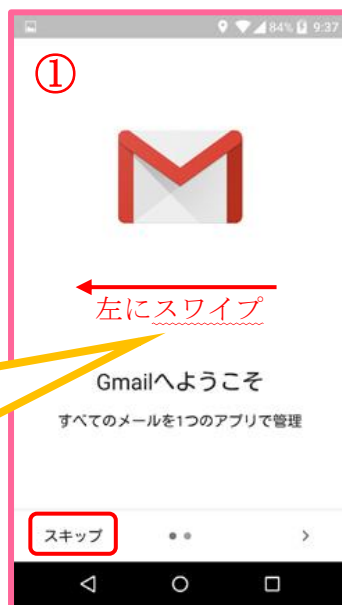 84% 9:37
①
左にスワイプ
Gmailへようこそ
すべてのメールを1つのアプリで管理
スキップ